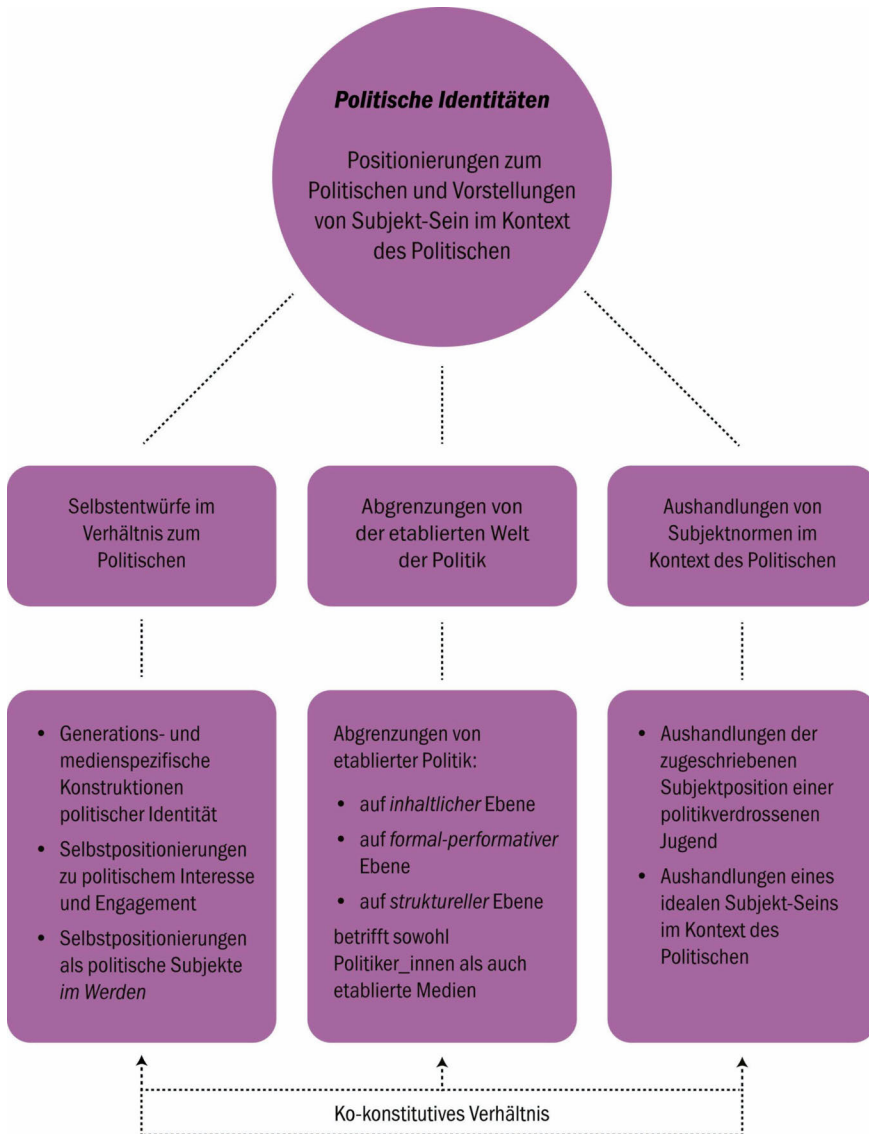 Politische Identitäten
Positionierungen zum
Politischen und Vorstellungen
von Subjekt-Sein im Kontext
des Politischen
Selbstentwürfe im
Verhältnis zum
Politischen
Abgrenzungen von
der etablierten Welt
der Politik
Aushandlungen von
Subjektnormen im
Kontext des Politischen
• Generations- und
medienspezifische
Konstruktionen
politischer Identität
• Selbstpositionierungen
zu politischem Interesse
und Engagement
• Selbstpositionierungen
als politische Subjekte
im Werden
Abgrenzungen von
etablierter Politik:
• auf inhaltlicher Ebene
• auf formal-performativer
Ebene
• auf struktureller Ebene
betrifft sowohl
Politiker_innen als auch
etablierte Medien
• Aushandlungen der
zugeschriebenen
Subjektposition einer
politikverdrossenen
Jugend
• Aushandlungen eines
idealen Subjekt-Seins
im Kontext des
Politischen
Ko-konstitutives Verhältnis